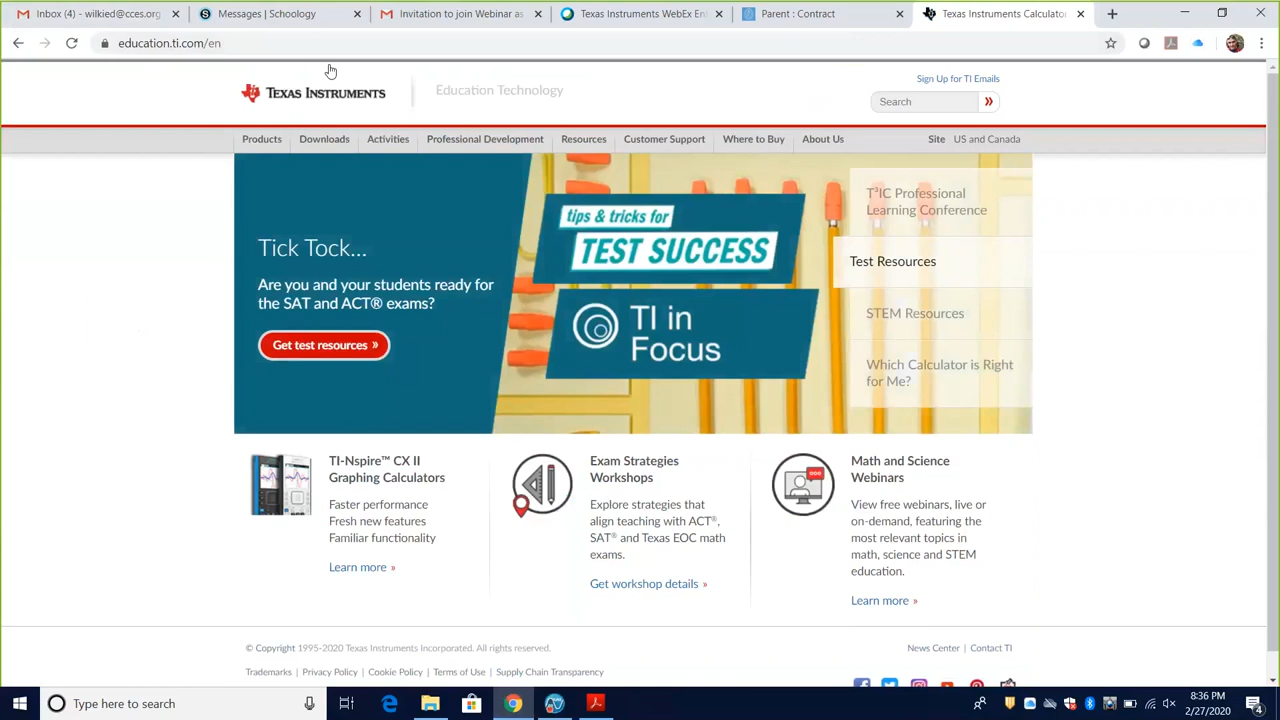 Inbox (4) - wilkied@cces.org
Messages | Schoology
Invitation to join Webinar as
Texas Instruments WebEx Ent
Parent : Contract
Texas Instruments Calculator
education.ti.com/en
TEXAS INSTRUMENTS
Education Technology
Sign Up for TI Emails
Search
Products
Downloads
Activities
Professional Development
Resources
Customer Support
Where to Buy
About Us
Site
US and Canada
Tick Tock...
Are you and your students ready for
the SAT and ACT® exams?
Get test resources »
tips & tricks for
TEST SUCCESS
TI in
Focus
T³IC Professional
Learning Conference
Test Resources
STEM Resources
Which Calculator is Right
for Me?
TI-Nspire™ CX II
Graphing Calculators
Faster performance
Fresh new features
Familiar functionality
Learn more »
Exam Strategies
Workshops
Explore strategies that
align teaching with ACT®,
SAT® and Texas EOC math
exams.
Get workshop details »
Math and Science
Webinars
View free webinars, live or
on-demand, featuring the
most relevant topics in
math, science and STEM
education.
Learn more »
© Copyright 1995-2020 Texas Instruments Incorporated. All rights reserved.
News Center | Contact TI
Trademarks | Privacy Policy | Cookie Policy | Terms of Use | Supply Chain Transparency
Type here to search
8:36 PM
2/27/2020
4